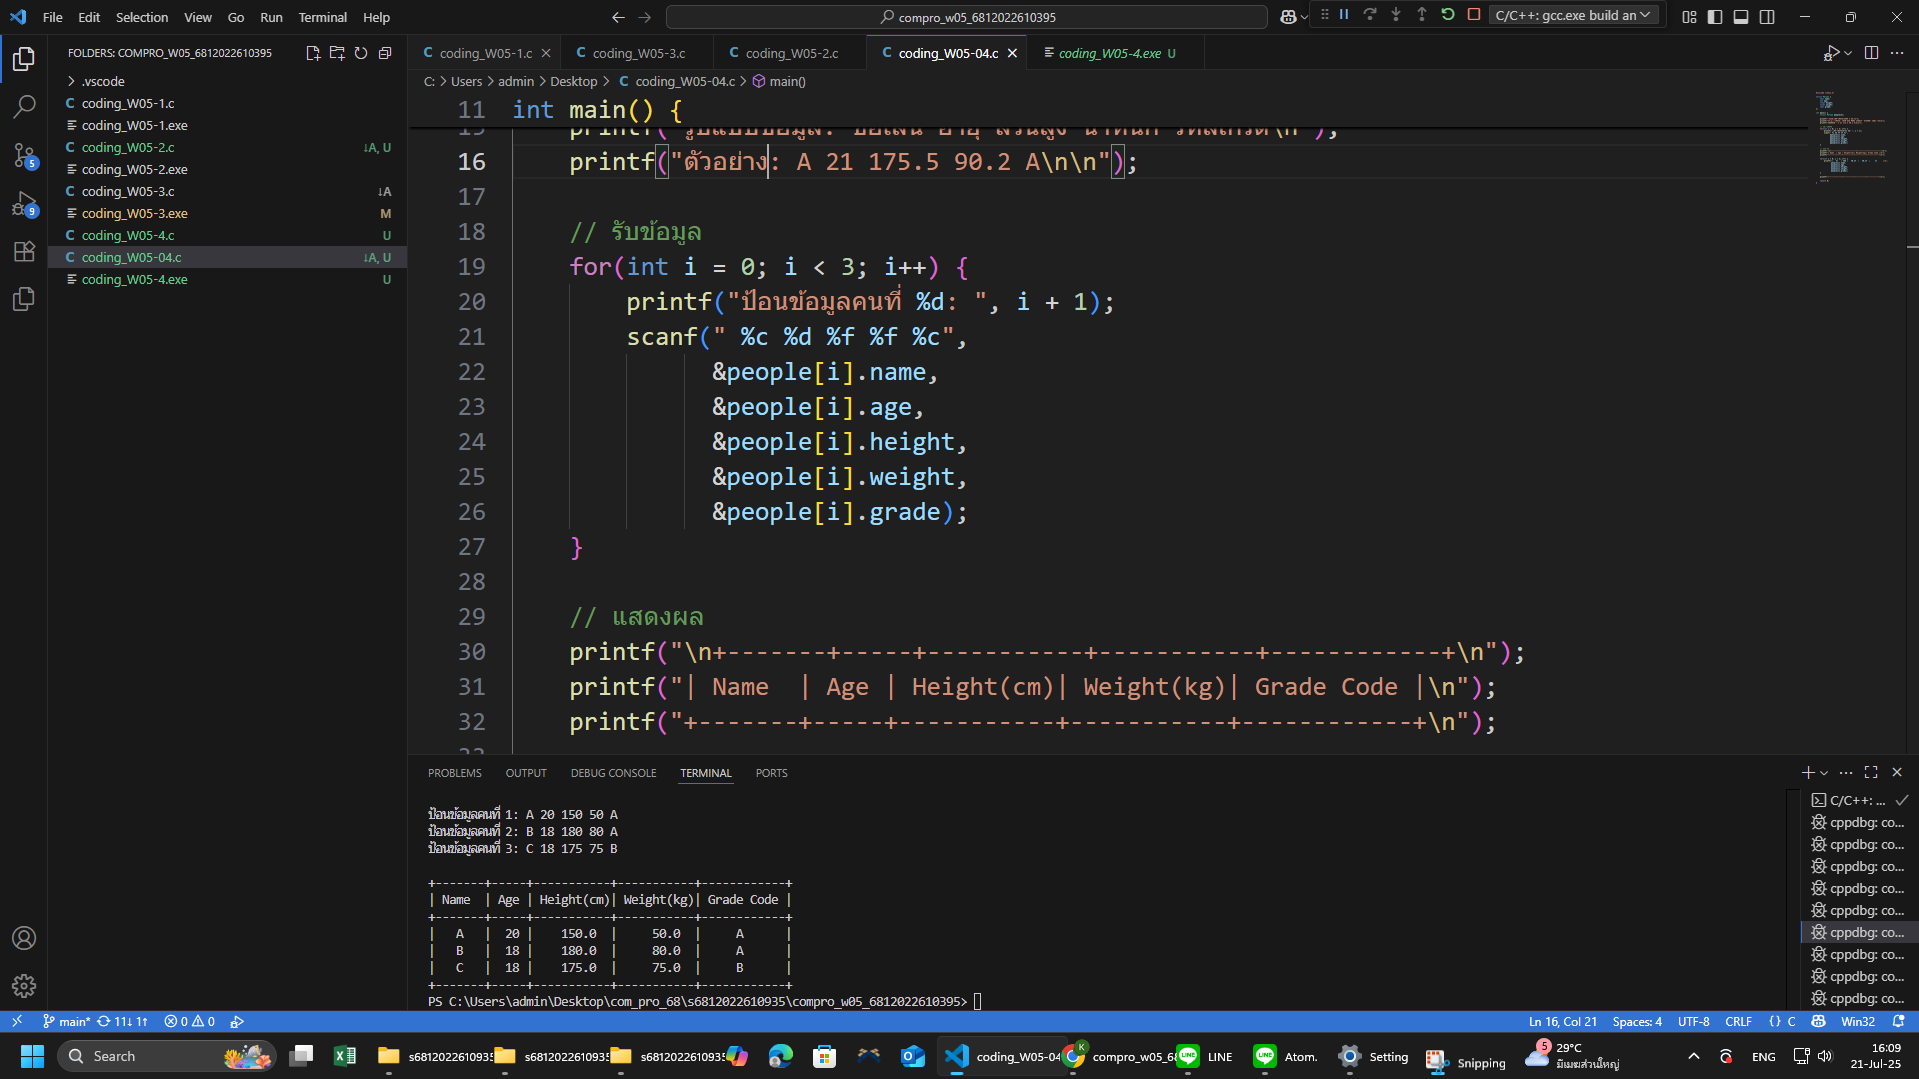 File Edit Selection View Go Run Terminal Help
compro_w05_6812022610395
C/C++: gcc.exe build an
FOLDERS: COMPRO_W05_6812022610395
coding_W05-1.c
coding_W05-3.c
coding_W05-2.c
coding_W05-04.c
coding_W05-4.exe U
C: > Users > admin > Desktop > C coding_W05-04.c > main()
.vscode
C coding_W05-1.c
coding_W05-1.exe
C coding_W05-2.c ↓A, U
coding_W05-2.exe
C coding_W05-3.c ↓A
coding_W05-3.exe M
C coding_W05-4.c U
C coding_W05-04.c ↓A, U
coding_W05-4.exe U
5
9
11 int main() {
16 printf("ตัวอย่าง: A 21 175.5 90.2 A\n\n");
17
18 // รับข้อมูล
19 for(int i = 0; i < 3; i++) {
20 printf("ป้อนข้อมูลคนที่ %d: ", i + 1);
21 scanf(" %c %d %f %f %c",
22 &people[i].name,
23 &people[i].age,
24 &people[i].height,
25 &people[i].weight,
26 &people[i].grade);
27 }
28
29 // แสดงผล
30 printf("\n+-------+-----+-----------+-----------+------------+\n");
31 printf("| Name  | Age | Height(cm)| Weight(kg)| Grade Code |\n");
32 printf("+-------+-----+-----------+-----------+------------+\n");
PROBLEMS OUTPUT DEBUG CONSOLE TERMINAL PORTS
ป้อนข้อมูลคนที่ 1: A 20 150 50 A
ป้อนข้อมูลคนที่ 2: B 18 180 80 A
ป้อนข้อมูลคนที่ 3: C 18 175 75 B
+-------+-----+-----------+-----------+------------+
| Name  | Age | Height(cm)| Weight(kg)| Grade Code |
+-------+-----+-----------+-----------+------------+
|   A   |  20 |    150.0  |     50.0  |     A      |
|   B   |  18 |    180.0  |     80.0  |     A      |
|   C   |  18 |    175.0  |     75.0  |     B      |
+-------+-----+-----------+-----------+------------+
PS C:\Users\admin\Desktop\com_pro_68\s6812022610935\compro_w05_6812022610395>
C/C++: ...
cppdbg: co...
cppdbg: co...
cppdbg: co...
cppdbg: co...
cppdbg: co...
cppdbg: co...
cppdbg: co...
cppdbg: co...
cppdbg: co...
main* 11↓ 1↑ 0 0
Ln 16, Col 21 Spaces: 4 UTF-8 CRLF {} C Win32
Search
s6812022610935
s6812022610935
s6812022610935
coding_W05-04
compro_w05_68
LINE
Atom.
Setting
Snipping
5
29°C
มีเมฆส่วนใหญ่
ENG
16:09
21-Jul-25